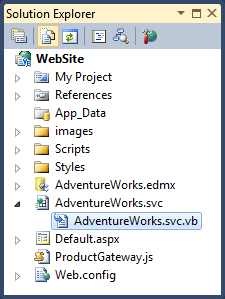 Solution Explorer
WebSite
My Project
References
App_Data
images
Scripts
Styles
AdventureWorks.edmx
AdventureWorks.svc
AdventureWorks.svc.vb
Default.aspx
ProductGateway.js
Web.config